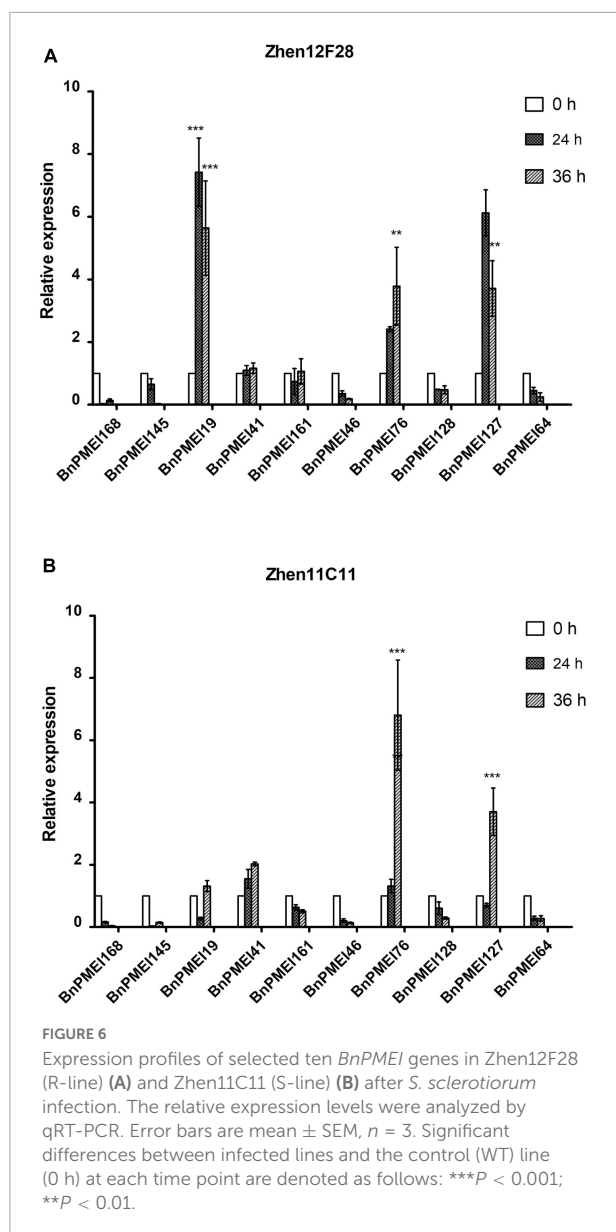 A
Zhen12F28
Relative expression
10
8
6
4
2
0
0 h
24 h
36 h
***
***
**
**
BnPMEI168
BnPMEI145
BnPMEI19
BnPMEI41
BnPMEI161
BnPMEI46
BnPMEI76
BnPMEI128
BnPMEI127
BnPMEI64
B
Zhen11C11
Relative expression
10
8
6
4
2
0
0 h
24 h
36 h
***
***
BnPMEI168
BnPMEI145
BnPMEI19
BnPMEI41
BnPMEI161
BnPMEI46
BnPMEI76
BnPMEI128
BnPMEI127
BnPMEI64
FIGURE 6
Expression profiles of selected ten BnPMEI genes in Zhen12F28
(R-line) (A) and Zhen11C11 (S-line) (B) after S. sclerotiorum
infection. The relative expression levels were analyzed by
qRT-PCR. Error bars are mean ± SEM, n = 3. Significant
differences between infected lines and the control (WT) line
(0 h) at each time point are denoted as follows: ***P < 0.001;
**P < 0.01.